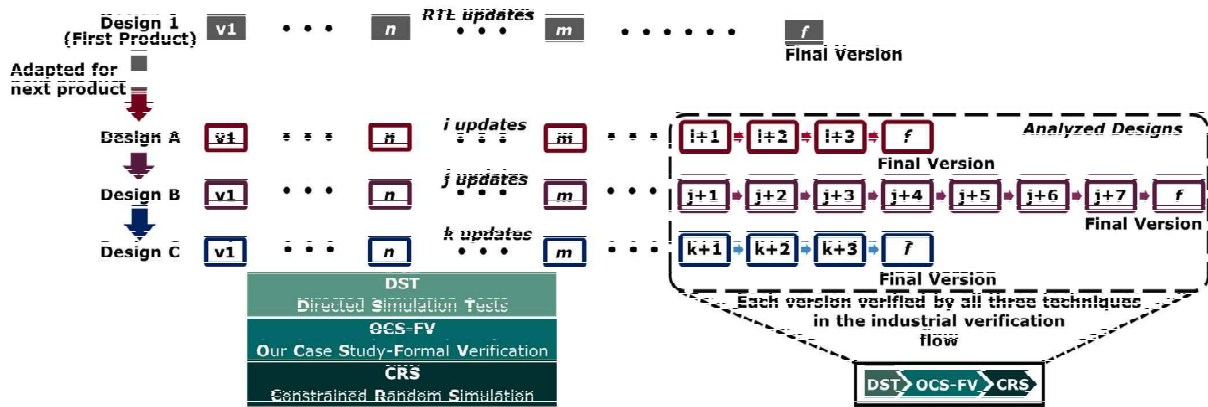 Design 1 v1 • • • n RTL updates • • • m • • • • • • f
(First Product)
Final Version
Adapted for
next product
Design A v1 • • • n i updates • • • m • • • i+1 i+2 i+3 f Analyzed Designs
Final Version
Design B v1 • • • n j updates • • • m • • • j+1 j+2 j+3 j+4 j+5 j+6 j+7 f
Final Version
Design C v1 • • • n k updates • • • m • • • k+1 k+2 k+3 f
Final Version
DST
Directed Simulation Tests
OCS-FV
Our Case Study-Formal Verification
CRS
Constrained Random Simulation
Each version verified by all three techniques
in the industrial verification
flow
DST OCS-FV CRS